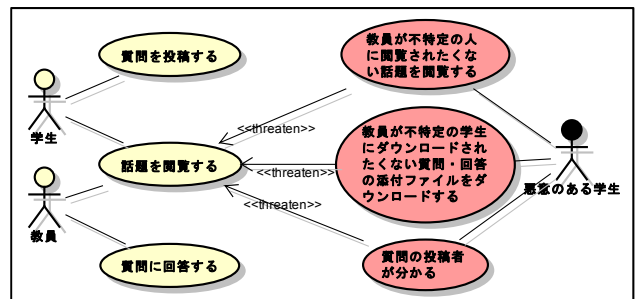 質問を投稿する
教員が不特定の人
に閲覧されたくな
い話題を閲覧する
<<threaten>>
学生
話題を閲覧する
教員が不特定の学生
にダウンロードされ
たくない質問・回答
の添付ファイルをダ
ウンロードする
<<threaten>>
悪意のある学生
<<threaten>>
教員
質問に回答する
質問の投稿者
が分かる